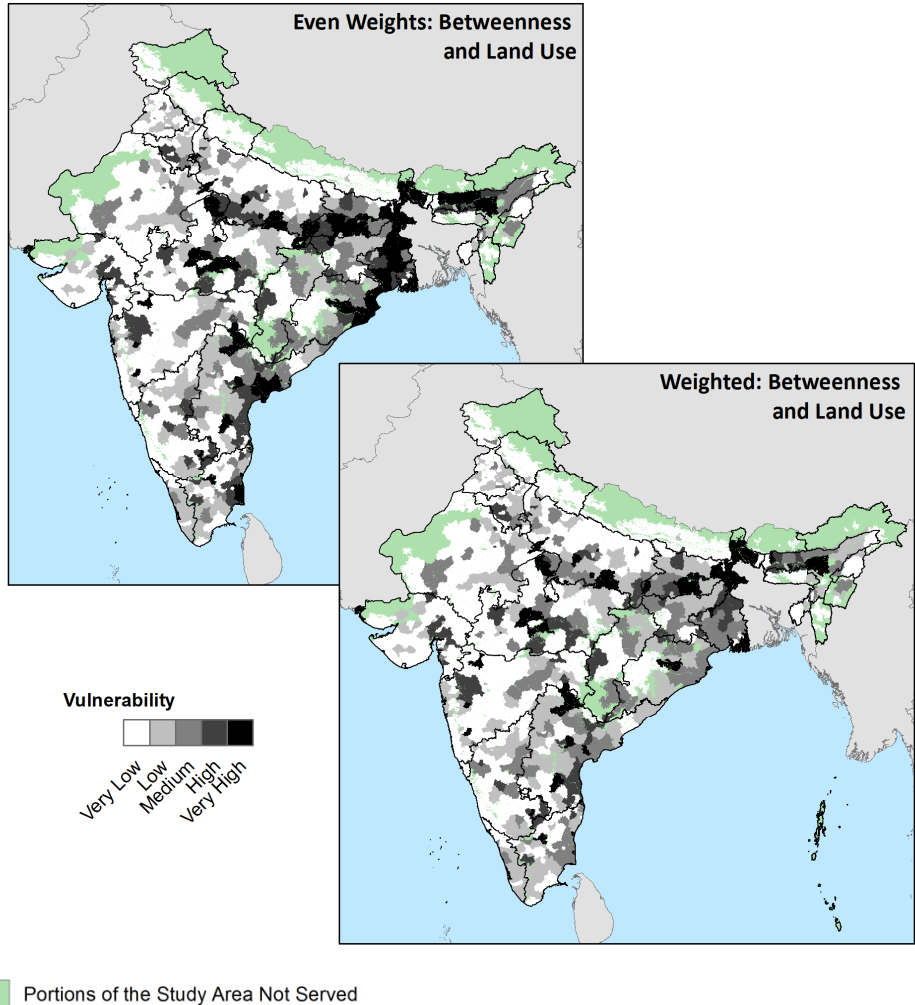 Even Weights: Betweenness
and Land Use
Weighted: Betweenness
and Land Use
Vulnerability
Very Low
Low
Medium
High
Very High
Portions of the Study Area Not Served